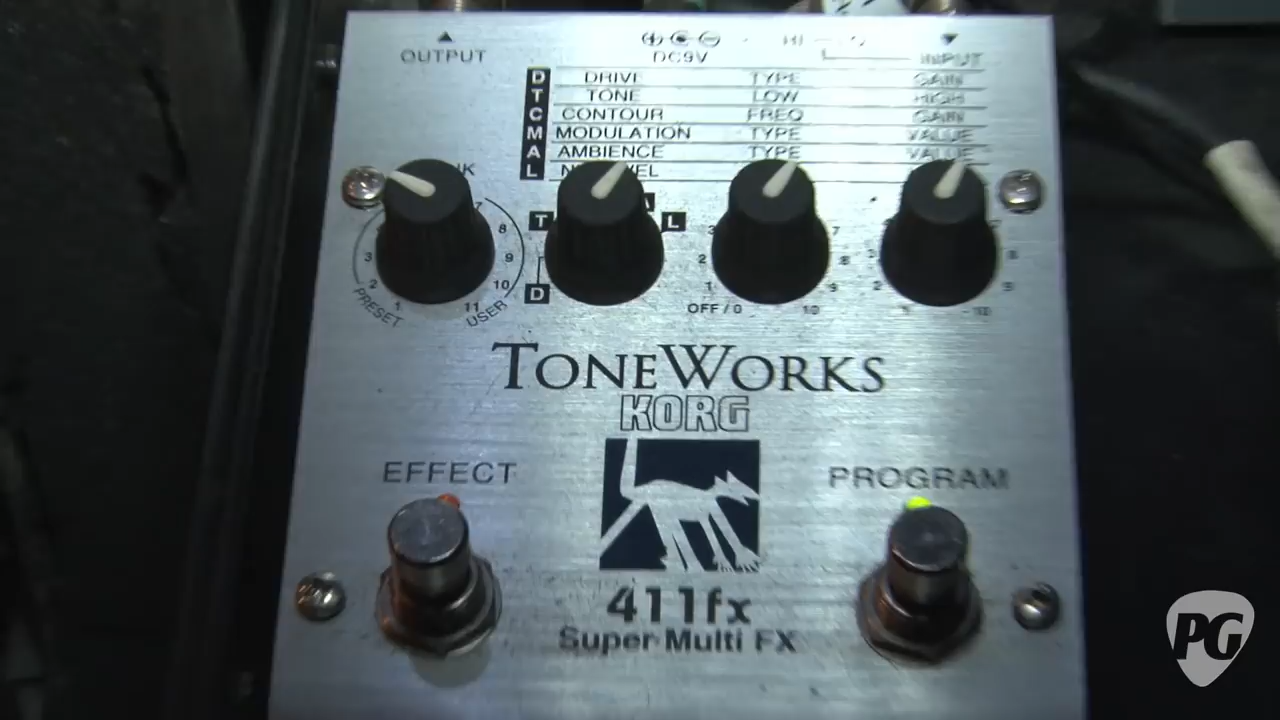 OUTPUT
DC9V
INPUT
D DRIVE TYPE GAIN
T TONE LOW HIGH
C CONTOUR FREQ GAIN
M MODULATION TYPE VALUE
A AMBIENCE TYPE VALUE
L
T L
7 3 7
8 2 8 8
3 9
2 10 1 9 2 9
1 11 D
PRESET USER OFF / 0 10 10
TONEWORKS
KORG
EFFECT PROGRAM
411fx
Super Multi FX
PG